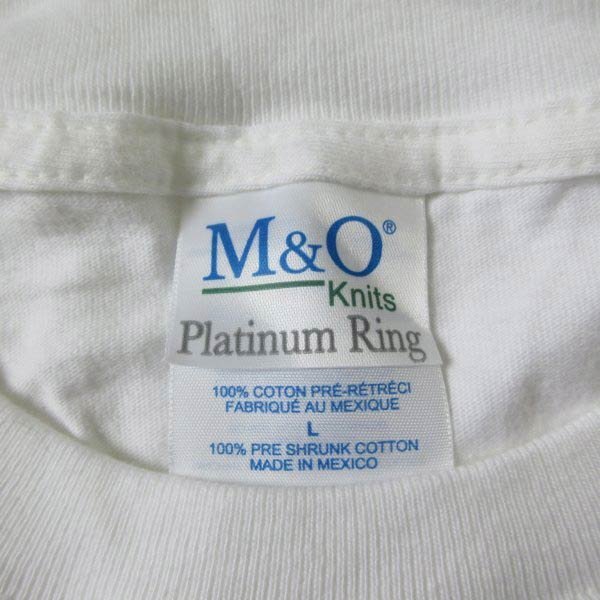 M&O®
Knits
Platinum Ring
100% COTON PRÉ-RÉTRÉCI
FABRIQUÉ AU MEXIQUE
L
100% PRE SHRUNK COTTON
MADE IN MEXICO